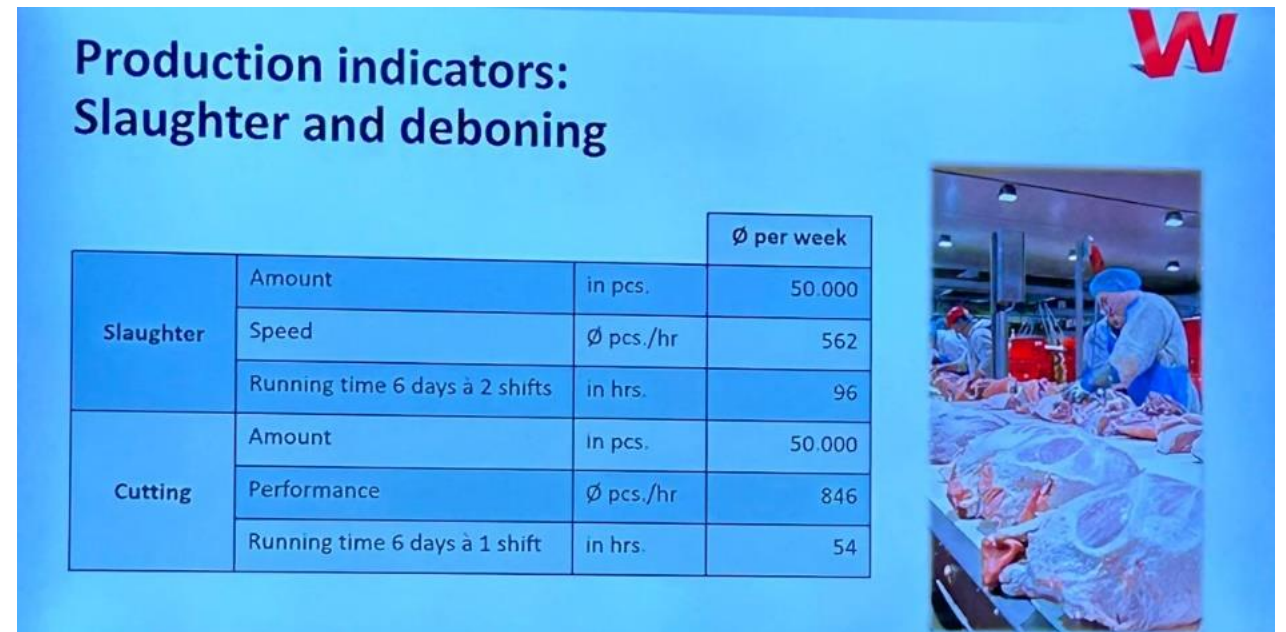 W
Production indicators:
Slaughter and deboning
Ø per week
Slaughter
Amount in pcs. 50.000
Speed Ø pcs./hr 562
Running time 6 days à 2 shifts in hrs. 96
Cutting
Amount in pcs. 50.000
Performance Ø pcs./hr 846
Running time 6 days à 1 shift in hrs. 54